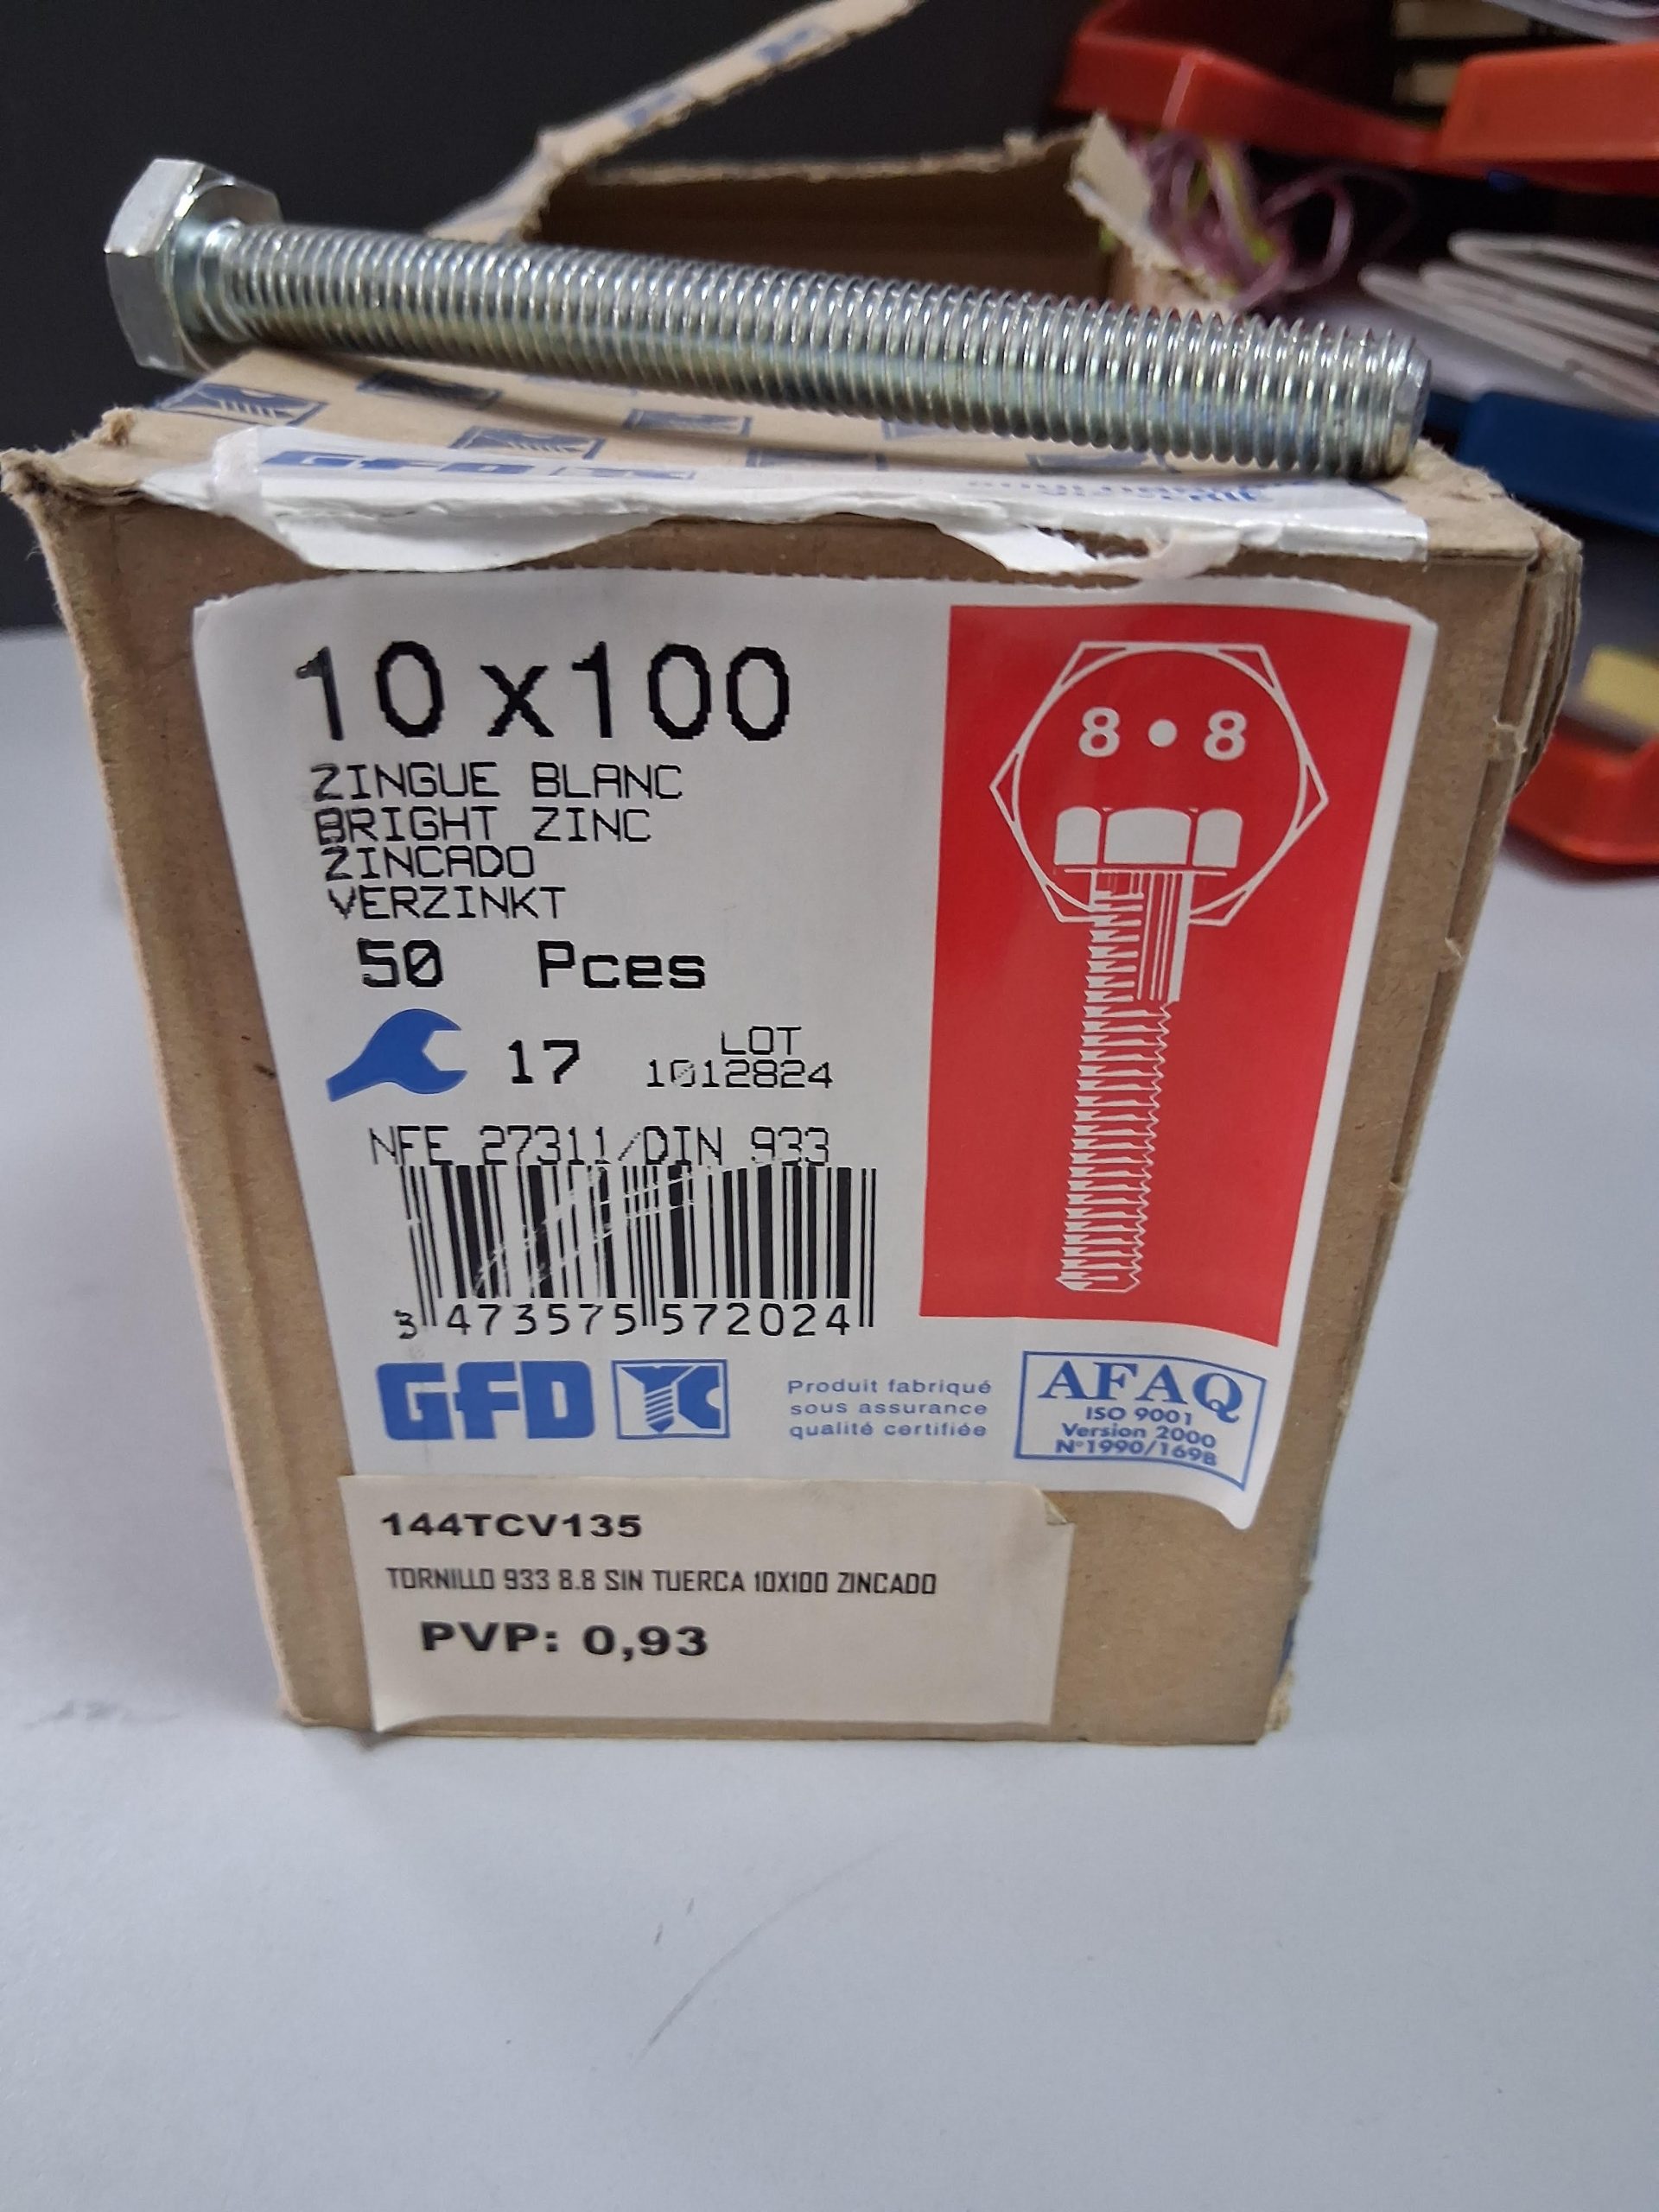 GFD
10 x 100
ZINGUE BLANC
BRIGHT ZINC
ZINCADO
VERZINKT
50 Pces
17
LOT
1012824
NFE 27311/DIN 933
3 473575 572024
8 • 8
GFD
Produit fabriqué
sous assurance
qualité certifiée
AFAQ
ISO 9001
Version 2000
N°1990/169B
144TCV135
TORNILLO 933 8.8 SIN TUERCA 10X100 ZINCADO
PVP: 0,93